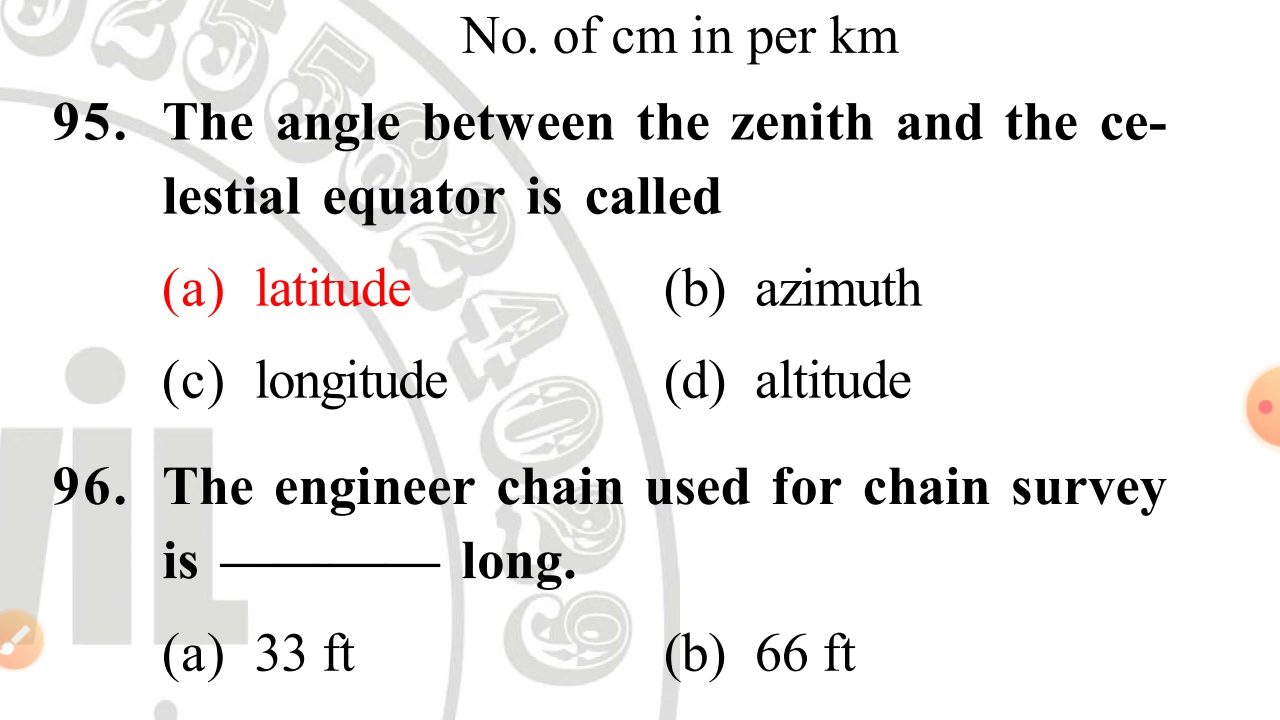 No. of cm in per km
95. The angle between the zenith and the ce-
lestial equator is called
(a) latitude (b) azimuth
(c) longitude (d) altitude
96. The engineer chain used for chain survey
is ———— long.
(a) 33 ft (b) 66 ft